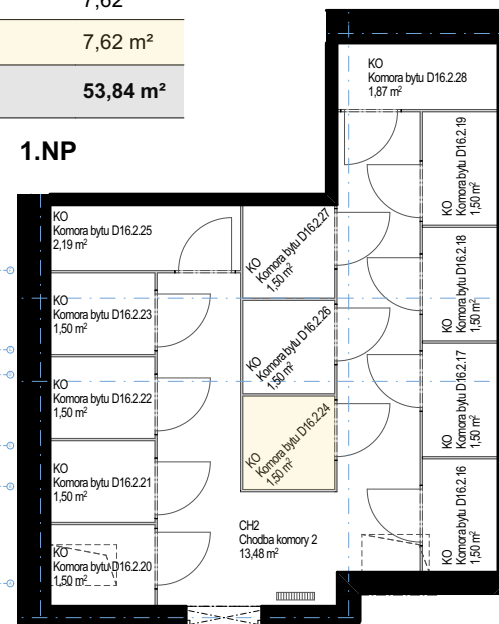 7,62 m²
53,84 m²
1.NP
KO
Komora bytu D16.2.28
1,87 m²
KO
Komora bytu D16.2.19
1,50 m²
KO
Komora bytu D16.2.25
2,19 m²
KO
Komora bytu D16.2.27
1,50 m²
KO
Komora bytu D16.2.18
1,50 m²
KO
Komora bytu D16.2.23
1,50 m²
KO
Komora bytu D16.2.26
1,50 m²
KO
Komora bytu D16.2.17
1,50 m²
KO
Komora bytu D16.2.22
1,50 m²
KO
Komora bytu D16.2.24
1,50 m²
KO
Komora bytu D16.2.21
1,50 m²
KO
Komora bytu D16.2.16
1,50 m²
CH2
Chodba komory 2
13,48 m²
KO
Komora bytu D16.2.20
1,50 m²